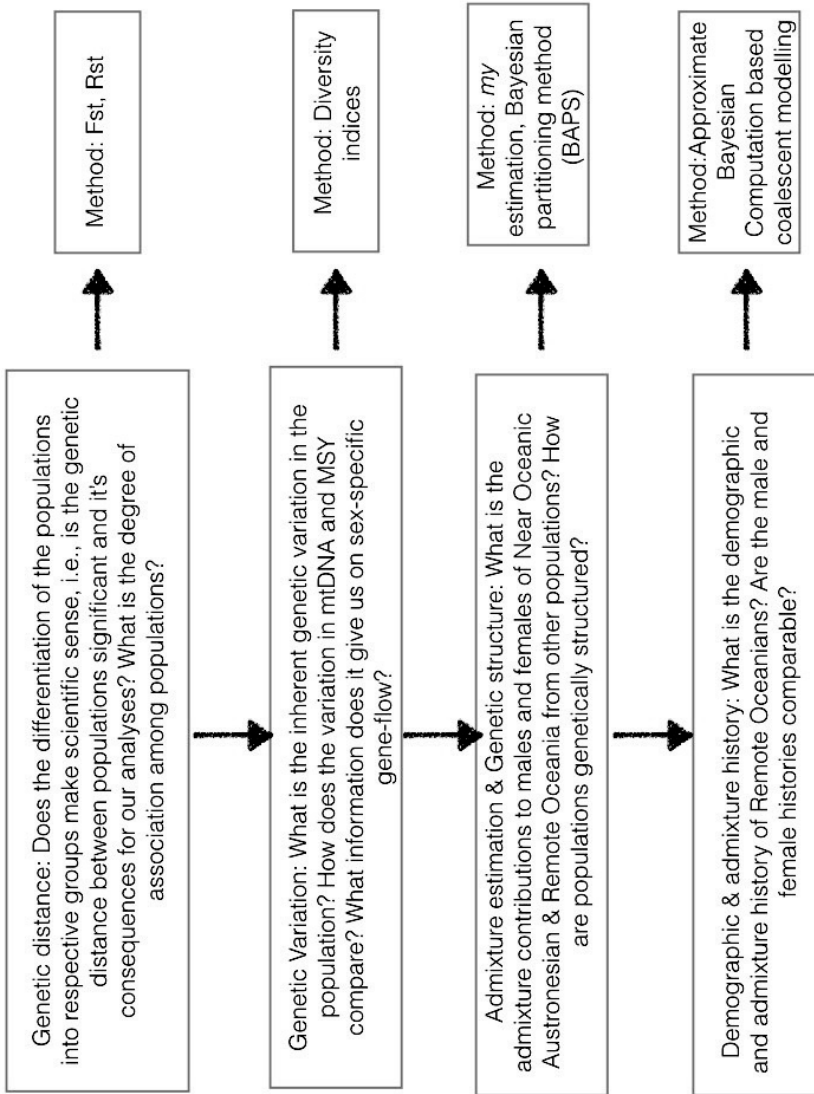 Genetic distance: Does the differentiation of the populations
into respective groups make scientific sense, i.e., is the genetic
distance between populations significant and it's
consequences for our analyses? What is the degree of
association among populations?
Method: Fst, Rst
Genetic Variation: What is the inherent genetic variation in the
population? How does the variation in mtDNA and MSY
compare? What information does it give us on sex-specific
gene-flow?
Method: Diversity
indices
Admixture estimation & Genetic structure: What is the
admixture contributions to males and females of Near Oceanic
Austronesian & Remote Oceania from other populations? How
are populations genetically structured?
Method: my
estimation, Bayesian
partitioning method
(BAPS)
Demographic & admixture history: What is the demographic
and admixture history of Remote Oceanians? Are the male and
female histories comparable?
Method:Approximate
Bayesian
Computation based
coalescent modelling